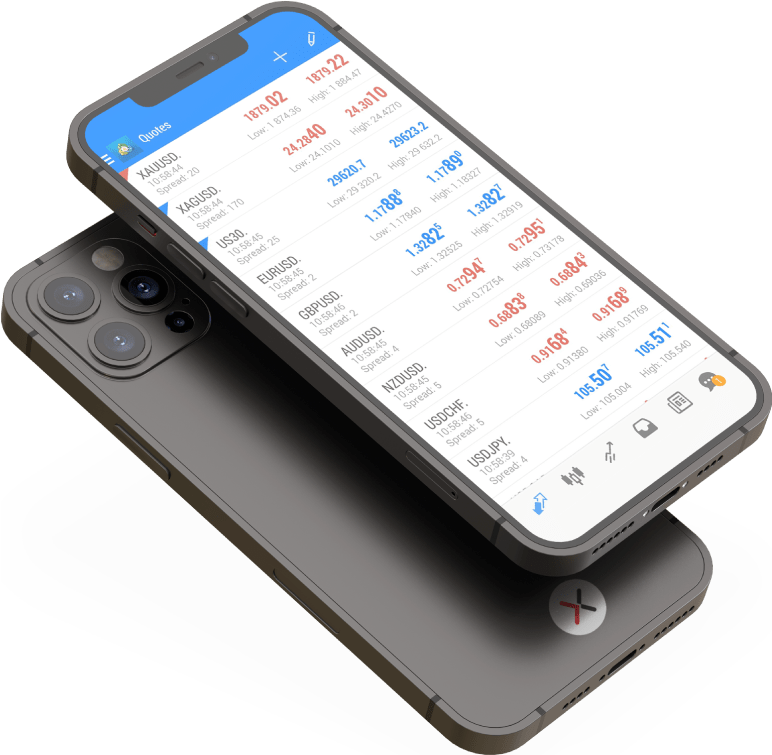 Quotes
XAUUSD. 1879.02 1879.22
10:58:44
Spread: 20 Low: 1 874.36 High: 1 884.47
XAGUSD. 24.2840 24.3010
10:58:44
Spread: 170 Low: 24.1010 High: 24.4270
US30. 29620.7 29623.2
10:58:45
Spread: 25 Low: 29 320.2 High: 29 632.2
EURUSD. 1.17888 1.17890
10:58:45
Spread: 2 Low: 1.17840 High: 1.18327
GBPUSD. 1.32825 1.32827
10:58:46
Spread: 2 Low: 1.32525 High: 1.32919
AUDUSD. 0.72947 0.72951
10:58:45
Spread: 4 Low: 0.72754 High: 0.73178
NZDUSD. 0.68838 0.68843
10:58:45
Spread: 5 Low: 0.68089 High: 0.69036
USDCHF. 0.91684 0.91689
10:58:46
Spread: 5 Low: 0.91380 High: 0.91769
USDJPY. 105.507 105.511
10:58:39
Spread: 4 Low: 105.004 High: 105.540